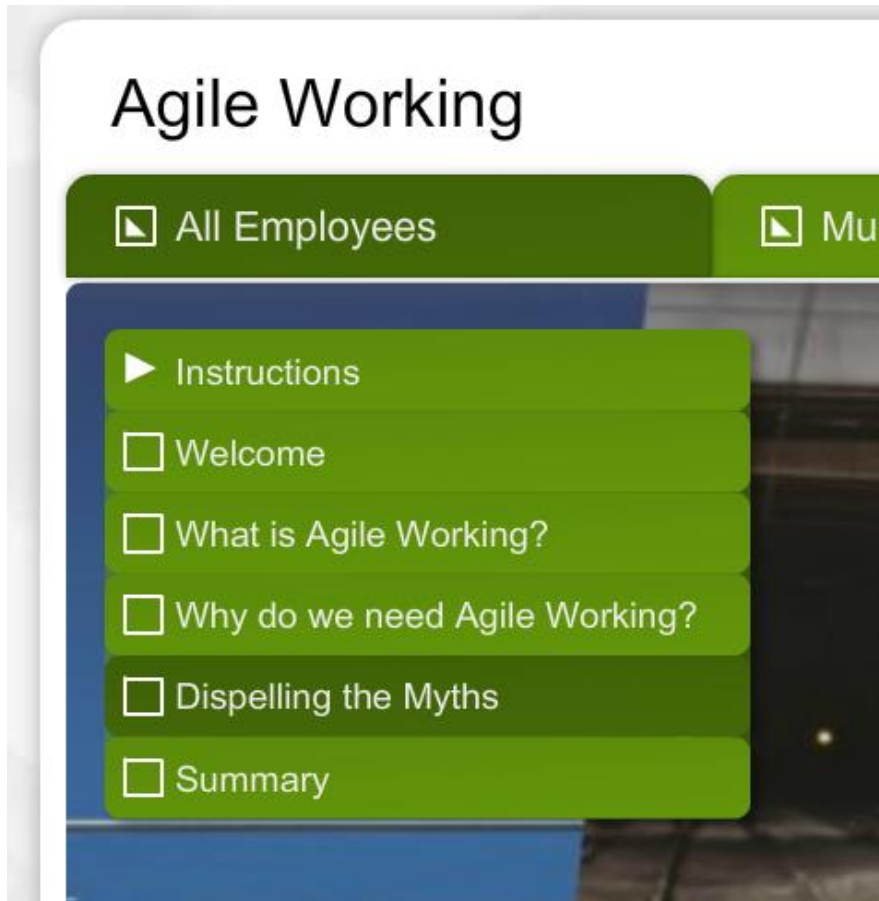 Agile Working
All Employees
Mu
Instructions
Welcome
What is Agile Working?
Why do we need Agile Working?
Dispelling the Myths
Summary